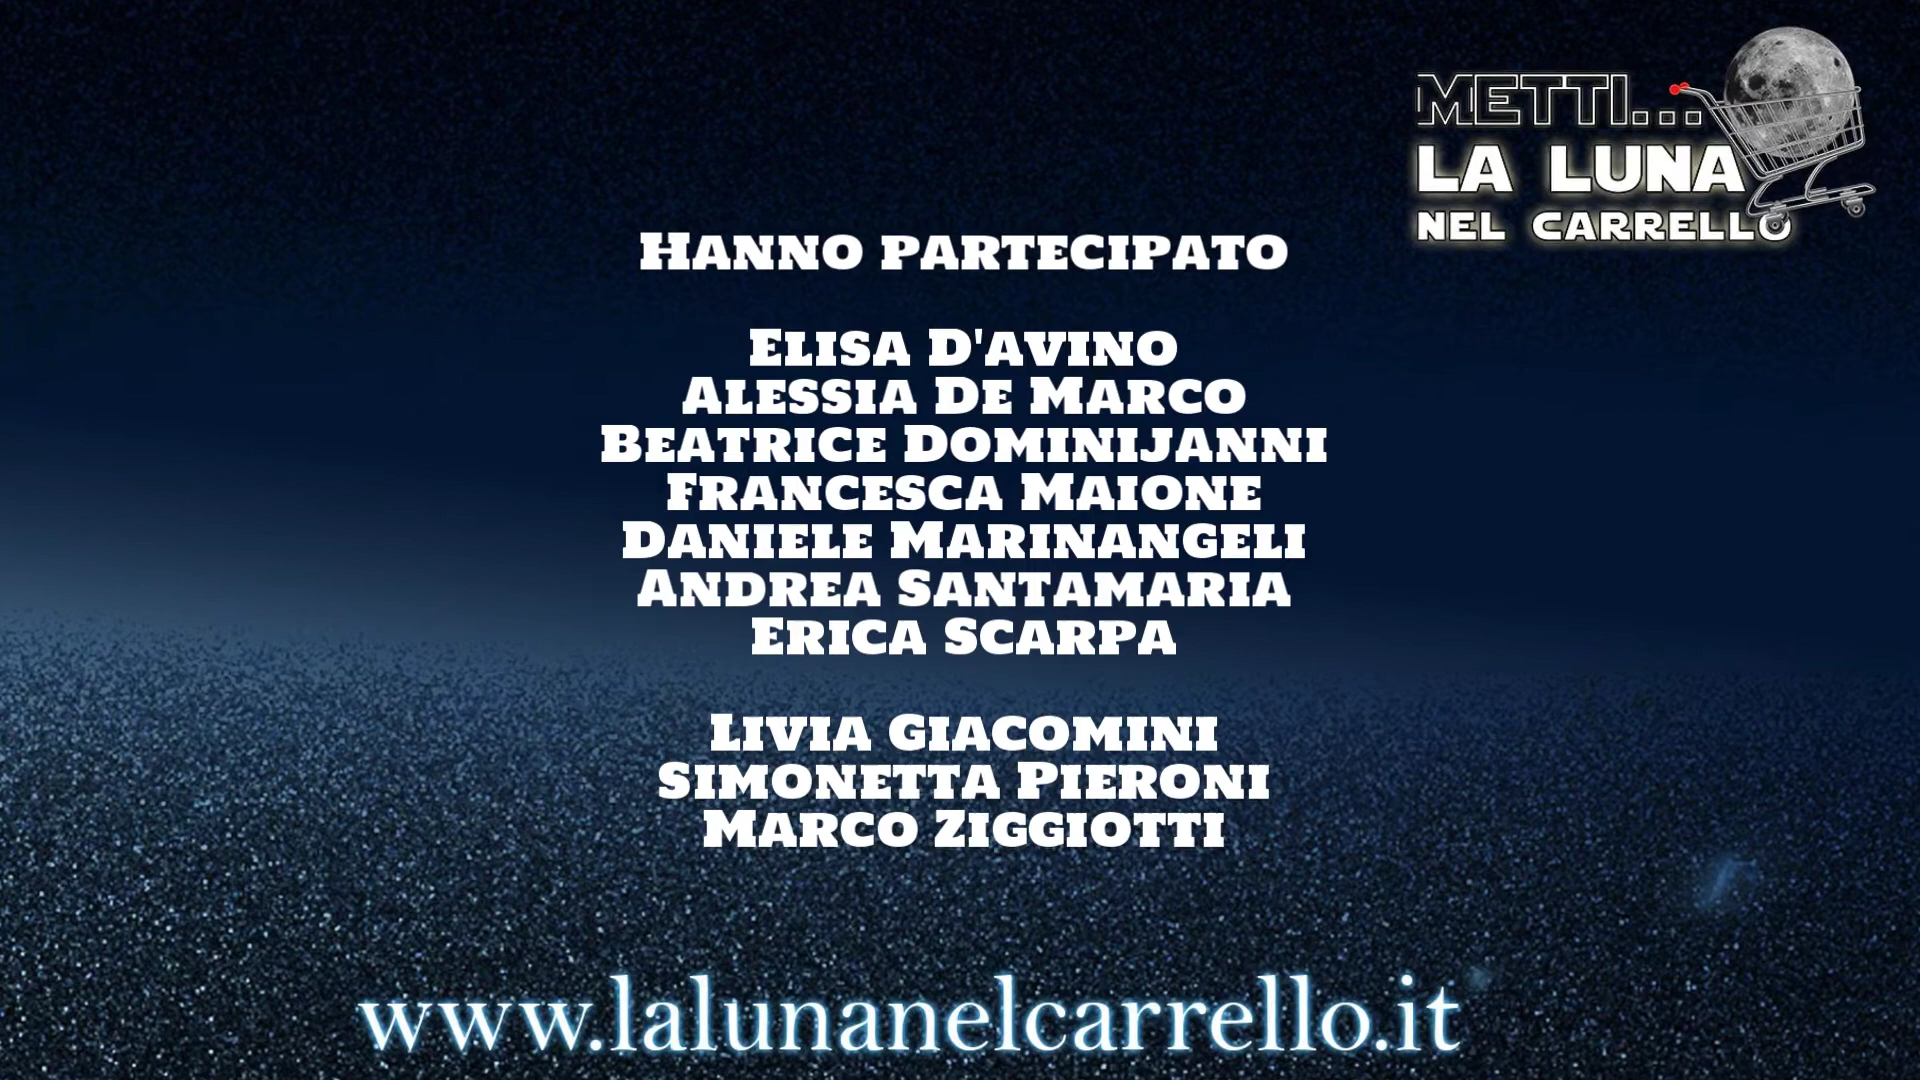 METTI...
LA LUNA
NEL CARRELLO
Hanno partecipato
Elisa D'avino
Alessia De Marco
Beatrice Dominijanni
Francesca Maione
Daniele Marinangeli
Andrea Santamaria
Erica Scarpa
Livia Giacomini
Simonetta Pieroni
Marco Ziggiotti
www.lalunanelcarrello.it